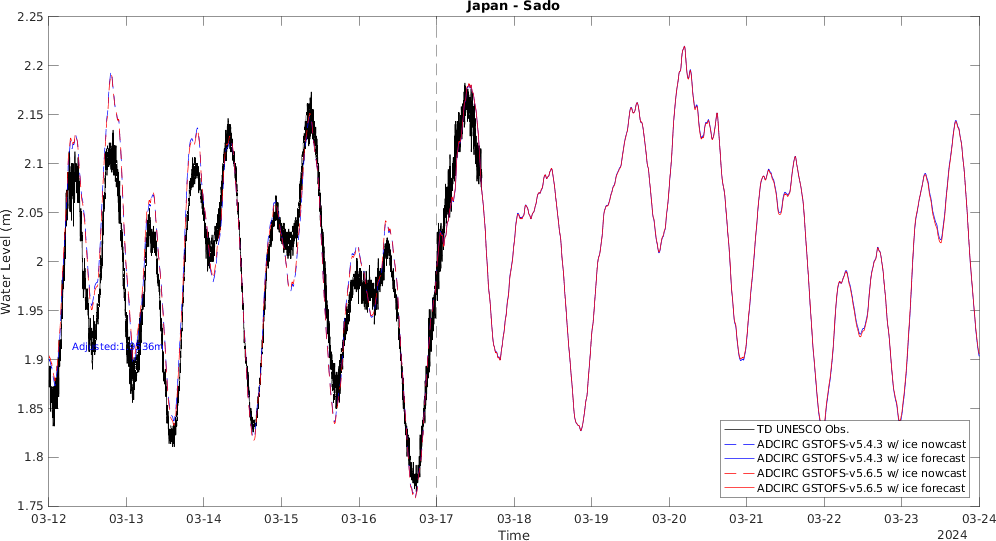 Japan - Sado
Water Level (m)
2.25
2.2
2.15
2.1
2.05
2
1.95
1.9
1.85
1.8
1.75
TD UNESCO Obs.
ADCIRC GSTOFS-v5.4.3 w/ ice nowcast
ADCIRC GSTOFS-v5.4.3 w/ ice forecast
ADCIRC GSTOFS-v5.6.5 w/ ice nowcast
ADCIRC GSTOFS-v5.6.5 w/ ice forecast
03-12 03-13 03-14 03-15 03-16 03-17 03-18 03-19 03-20 03-21 03-22 03-23 03-24
Time
2024